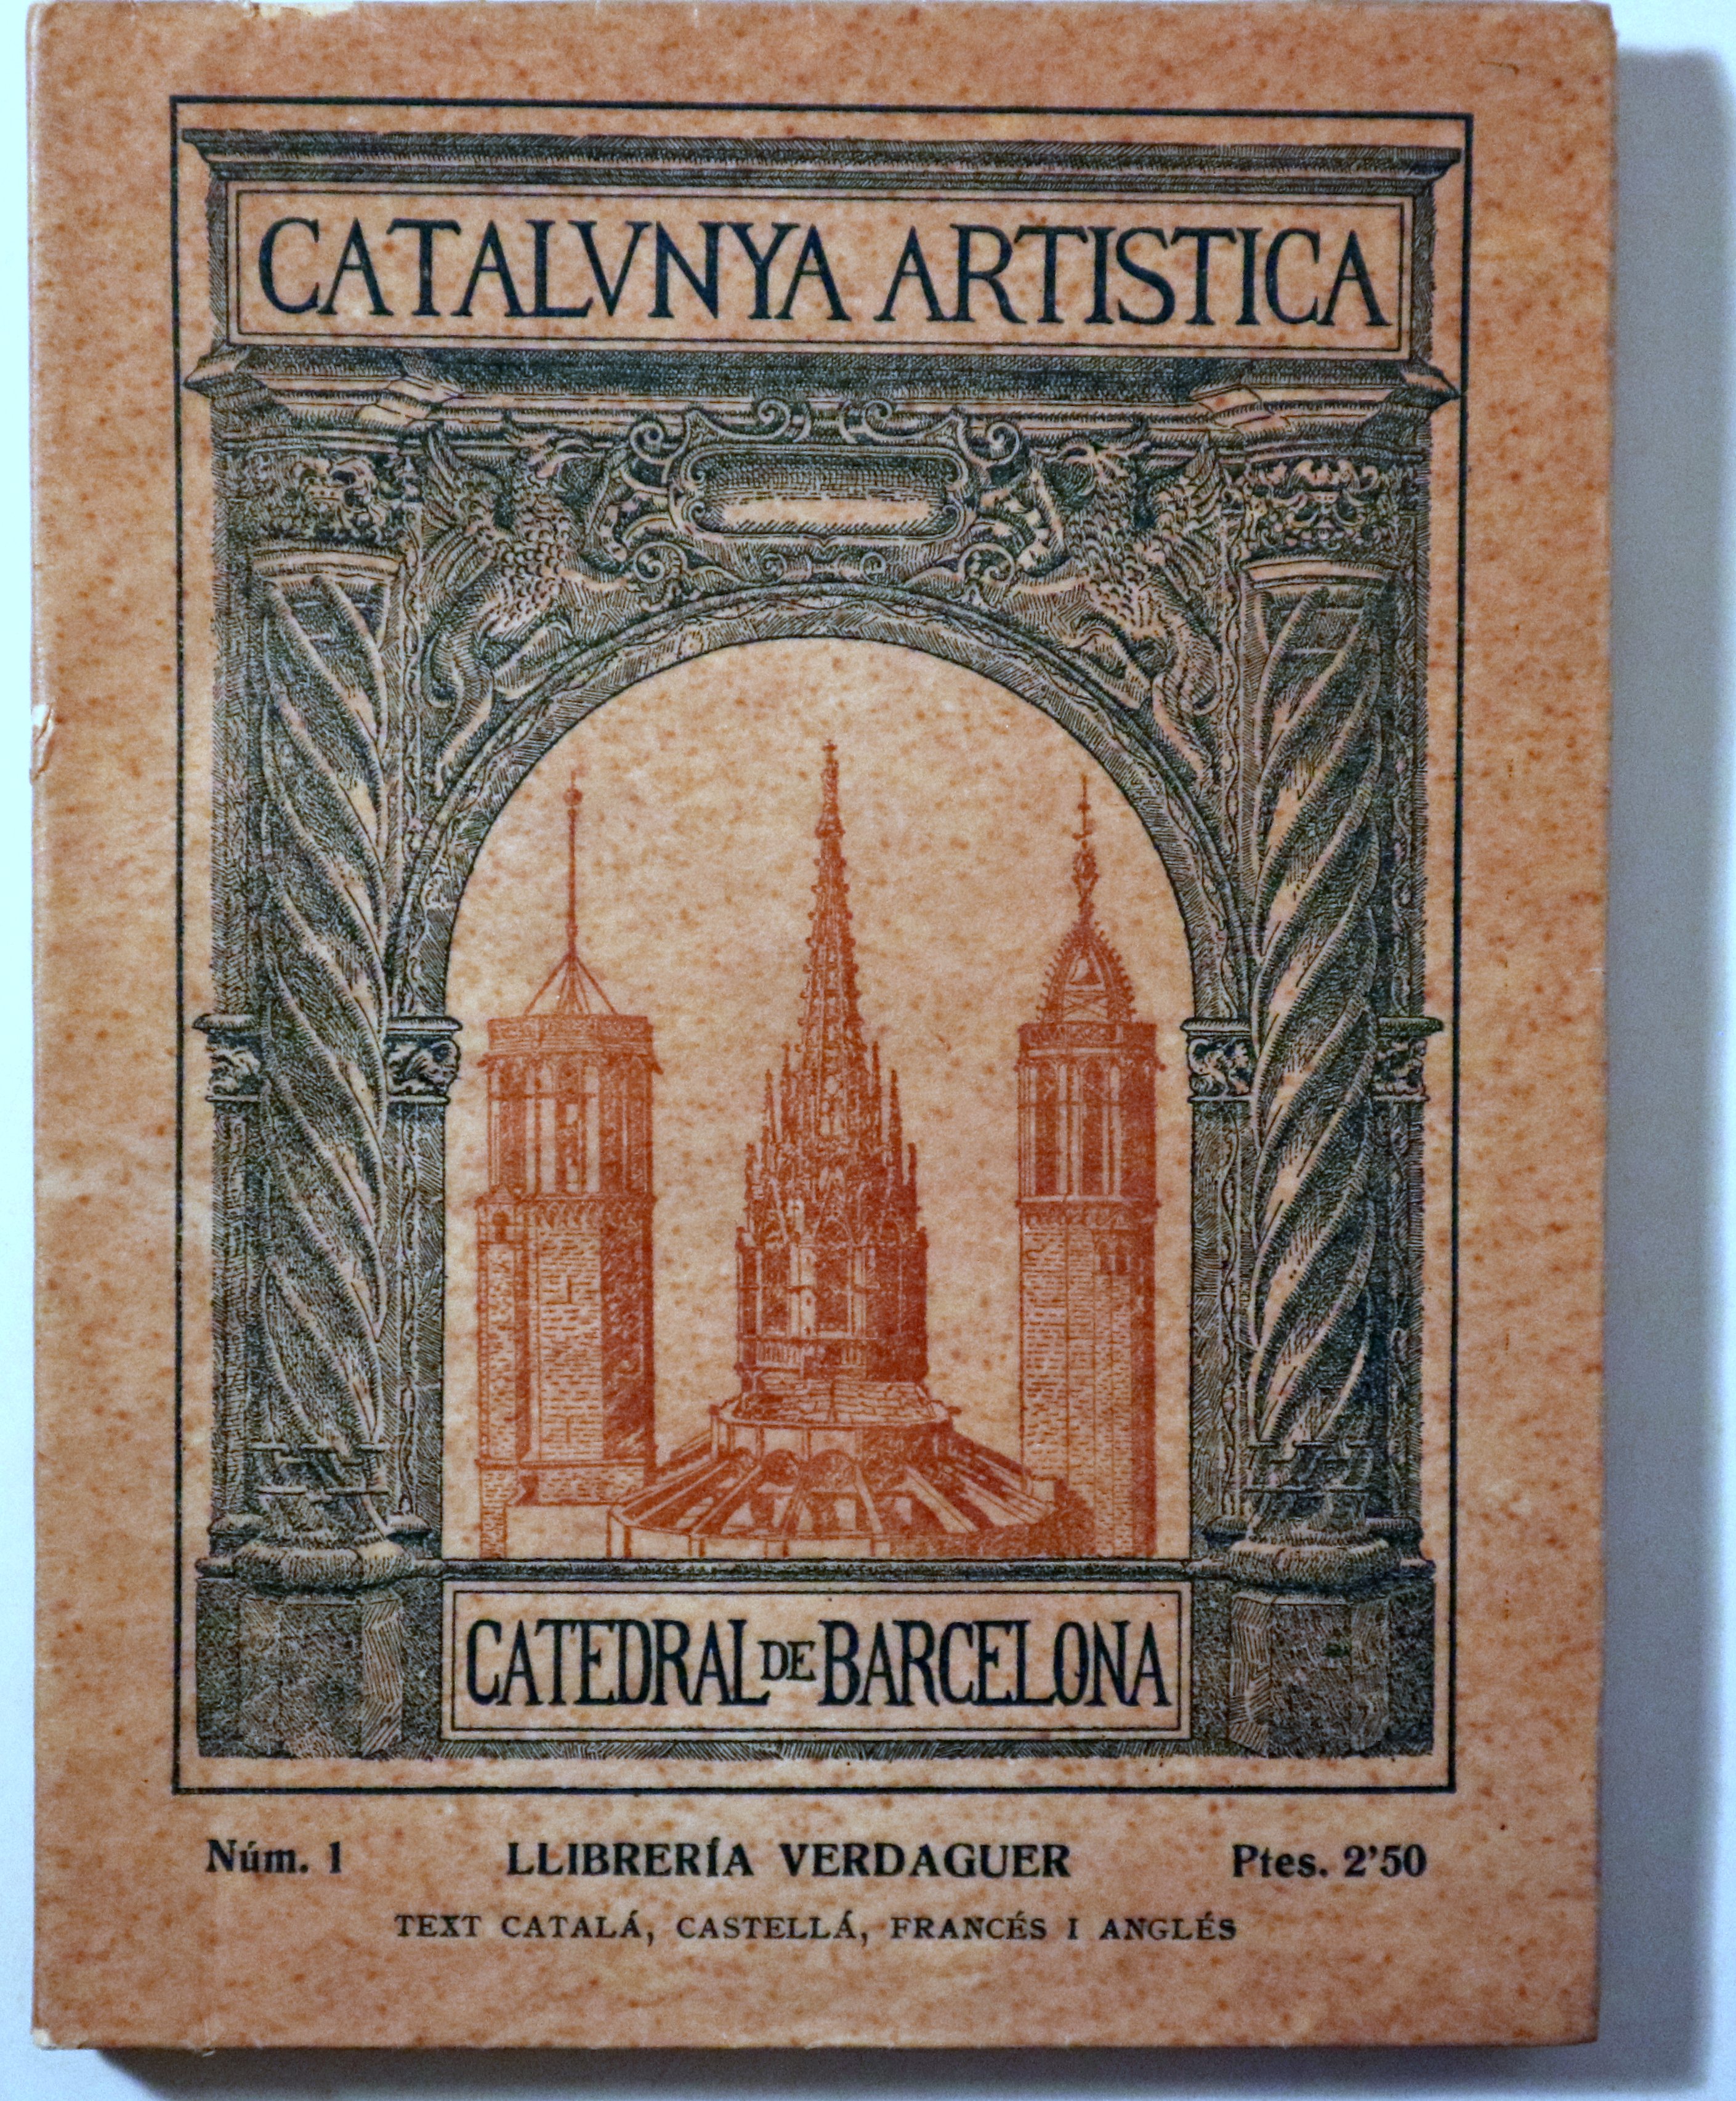 CATALVNYA ARTISTICA
CATEDRAL DE BARCELONA
Núm. 1 LLIBRERÍA VERDAGUER Ptes. 2'50
TEXT CATALÁ, CASTELLÁ, FRANCÉS I ANGLÉS